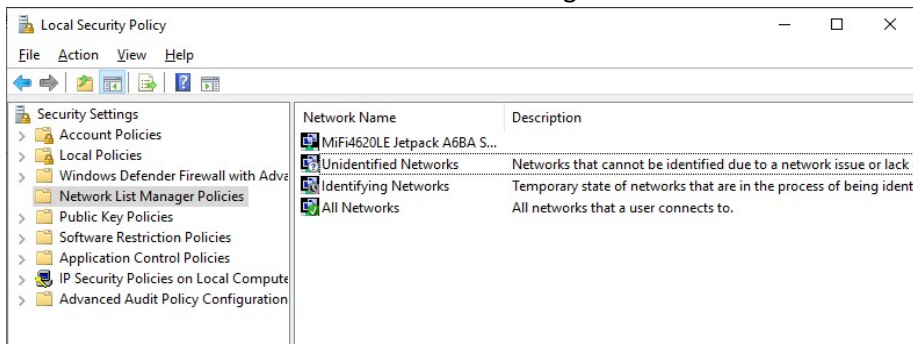 Local Security Policy
File Action View Help
Security Settings
Account Policies
Local Policies
Windows Defender Firewall with Adva
Network List Manager Policies
Public Key Policies
Software Restriction Policies
Application Control Policies
IP Security Policies on Local Compute
Advanced Audit Policy Configuration
Network Name Description
MiFi4620LE Jetpack A6BA S...
Unidentified Networks Networks that cannot be identified due to a network issue or lack
Identifying Networks Temporary state of networks that are in the process of being ident
All Networks All networks that a user connects to.